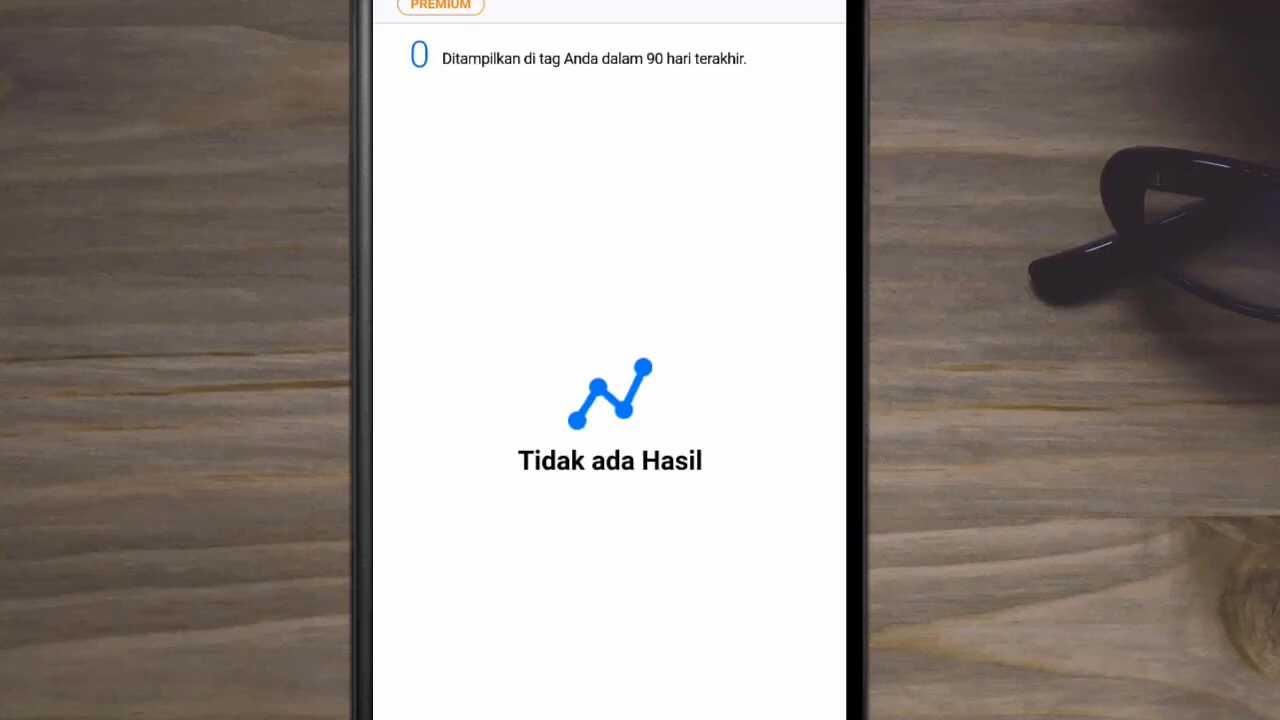 PREMIUM
0 Ditampilkan di tag Anda dalam 90 hari terakhir.
Tidak ada Hasil